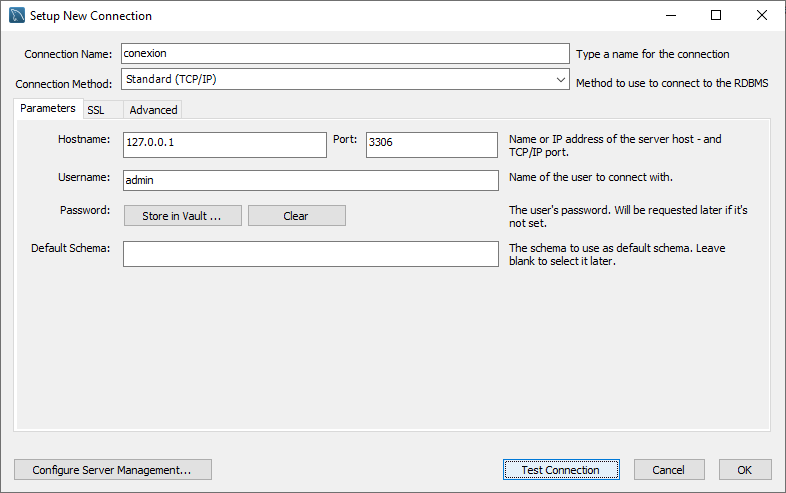 Setup New Connection
Connection Name: conexion Type a name for the connection
Connection Method: Standard (TCP/IP) Method to use to connect to the RDBMS
Parameters SSL Advanced
Hostname: 127.0.0.1 Port: 3306 Name or IP address of the server host - and
TCP/IP port.
Username: admin Name of the user to connect with.
Password: Store in Vault ... Clear The user's password. Will be requested later if it's
not set.
Default Schema: The schema to use as default schema. Leave
blank to select it later.
Configure Server Management... Test Connection Cancel OK